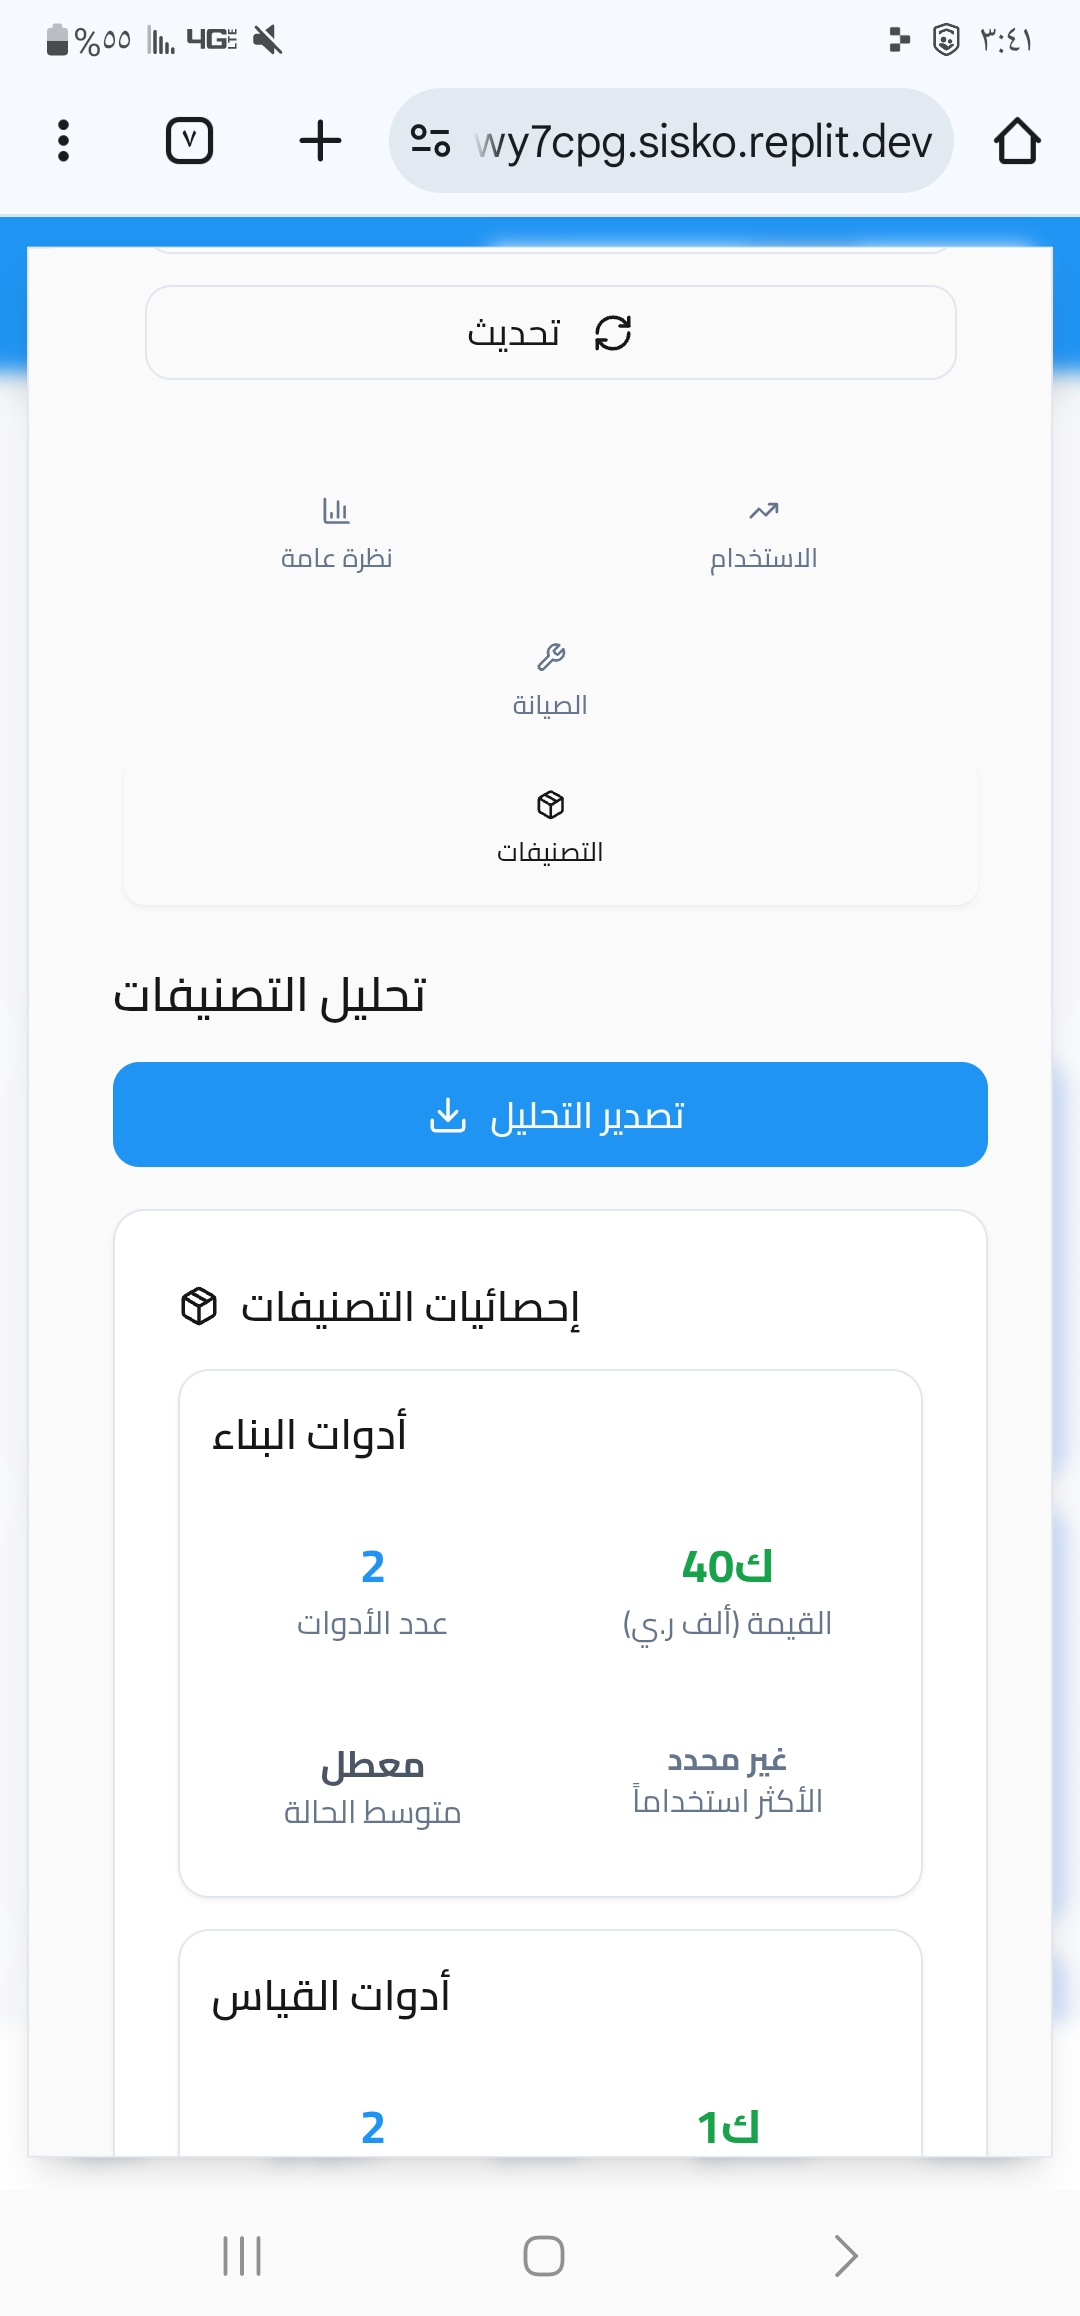 %٥٥ 4G LTE ٣:٤١
٧ wy7cpg.sisko.replit.dev
تحديث
الاستخدام
نظرة عامة
الصيانة
التصنيفات
تحليل التصنيفات
تصدير التحليل
إحصائيات التصنيفات
أدوات البناء
2
عدد الأدوات
40ك
القيمة (ألف ر.ي)
معطل
متوسط الحالة
غير محدد
الأكثر استخداماً
أدوات القياس
2
1ك